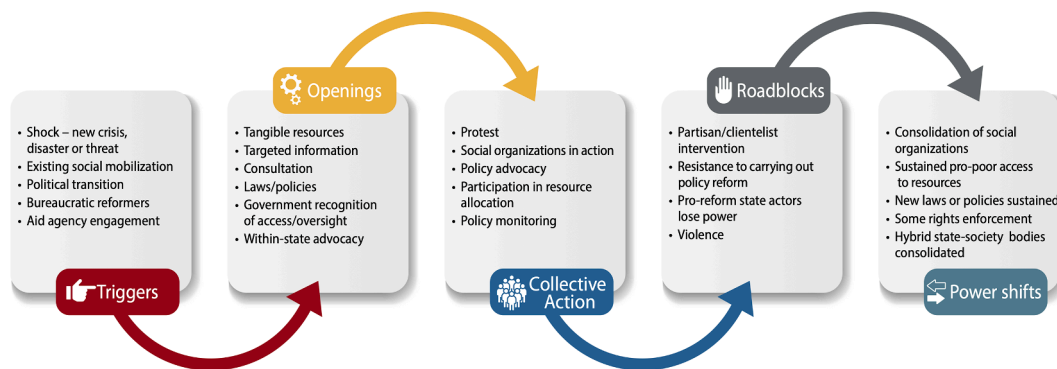 • Shock – new crisis,
disaster or threat
• Existing social mobilization
• Political transition
• Bureaucratic reformers
• Aid agency engagement
Triggers
Openings
• Tangible resources
• Targeted information
• Consultation
• Laws/policies
• Government recognition
of access/oversight
• Within-state advocacy
• Protest
• Social organizations in action
• Policy advocacy
• Participation in resource
allocation
• Policy monitoring
Collective
Action
Roadblocks
• Partisan/clientelist
intervention
• Resistance to carrying out
policy reform
• Pro-reform state actors
lose power
• Violence
• Consolidation of social
organizations
• Sustained pro-poor access
to resources
• New laws or policies sustained
• Some rights enforcement
• Hybrid state-society bodies
consolidated
Power shifts